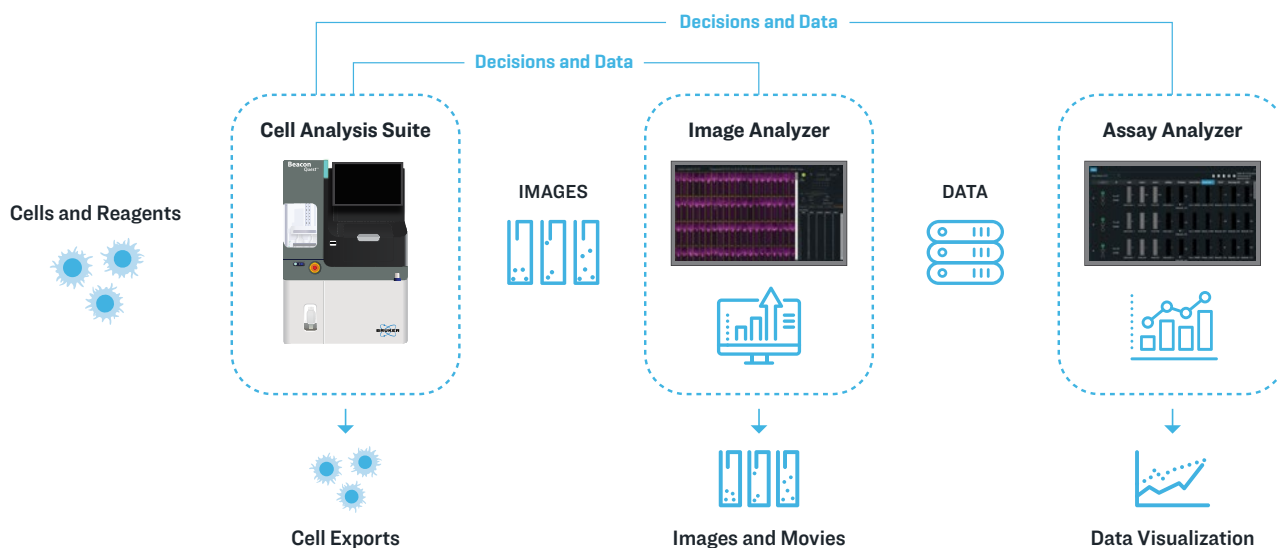 Decisions and Data
Decisions and Data
Cell Analysis Suite
Image Analyzer
Assay Analyzer
Beacon
Quest™
IMAGES
DATA
Cells and Reagents
BRUKER
Cell Exports
Images and Movies
Data Visualization